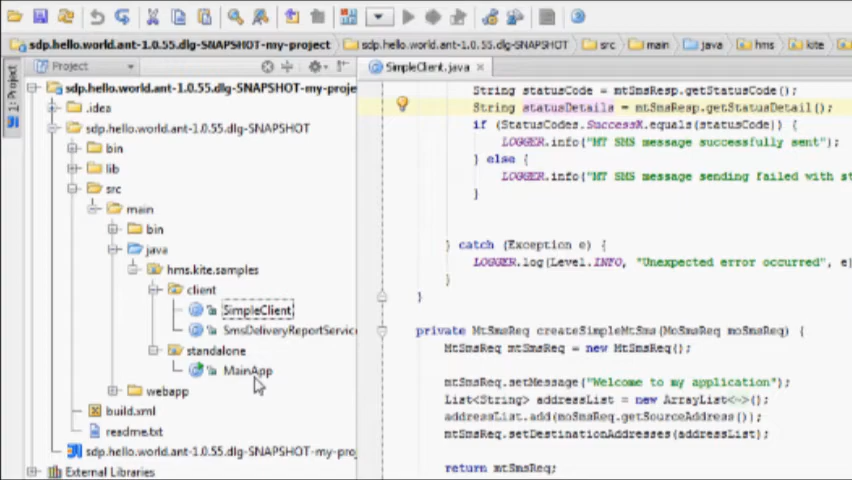 sdp.hello.world.ant-1.0.55.dlg-SNAPSHOT-my-project sdp.hello.world.ant-1.0.55.dlg-SNAPSHOT src main java hms kite
1: Project
Project
SimpleClient.java
sdp.hello.world.ant-1.0.55.dlg-SNAPSHOT-my-proje
.idea
sdp.hello.world.ant-1.0.55.dlg-SNAPSHOT
bin
lib
src
main
bin
java
hms.kite.samples
client
SimpleClient
SmsDeliveryReportService
standalone
MainApp
webapp
build.xml
readme.txt
sdp.hello.world.ant-1.0.55.dlg-SNAPSHOT-my-proj
External Libraries
String statusCode = mtSmsResp.getStatusCode();
String statusDetails = mtSmsResp.getStatusDetail();
if (StatusCodes.SuccessK.equals(statusCode)) {
LOGGER.info("MT SMS message successfully sent");
} else {
LOGGER.info("MT SMS message sending failed with st
}
} catch (Exception e) {
LOGGER.log(Level.INFO, "Unexpected error occurred", e)
}
}
private MtSmsReq createSimpleMtSms(MoSmsReq moSmsReq) {
MtSmsReq mtSmsReq = new MtSmsReq();
mtSmsReq.setMessage("Welcome to my application");
List<String> addressList = new ArrayList<~>();
addressList.add(moSmsReq.getSourceAddress());
mtSmsReq.setDestinationAddresses(addressList);
return mtSmsReq;